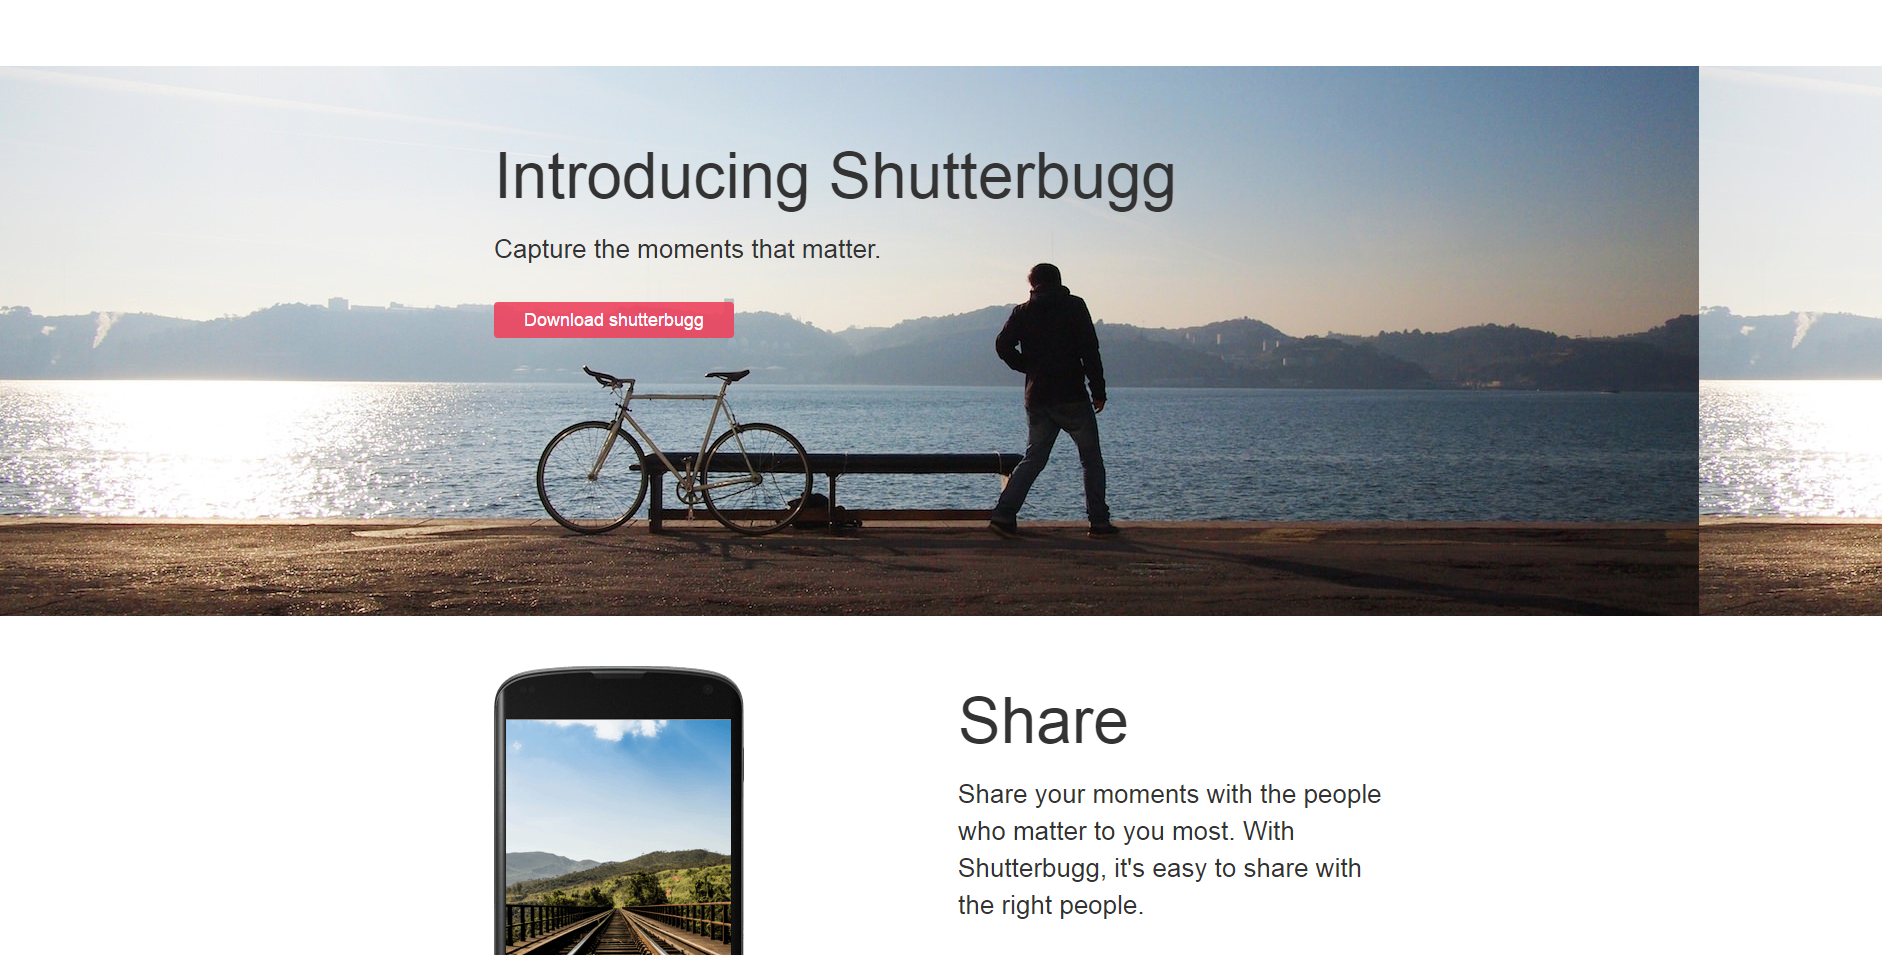 Introducing Shutterbugg
Capture the moments that matter.
Download shutterbugg
Share
Share your moments with the people
who matter to you most. With
Shutterbugg, it's easy to share with
the right people.